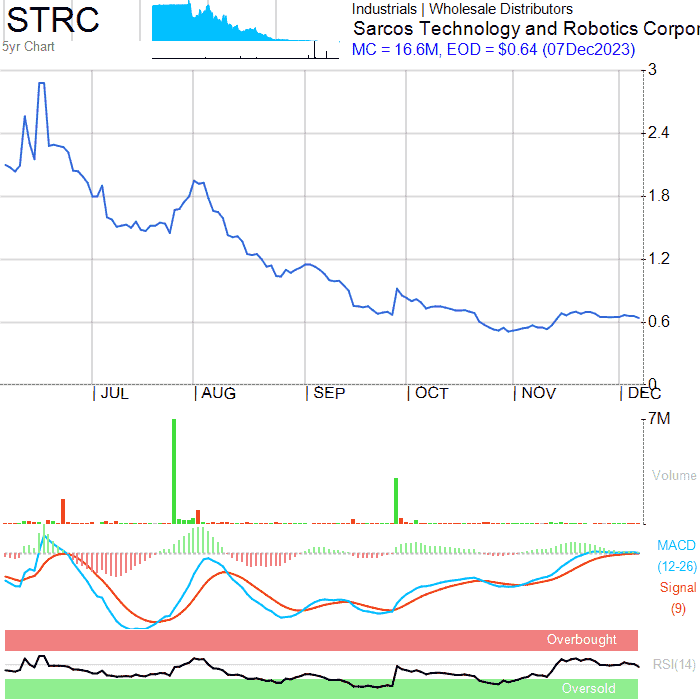 STRC
5yr Chart
Industrials | Wholesale Distributors
Sarcos Technology and Robotics Corpor
MC = 16.6M, EOD = $0.64 (07Dec2023)
3
2.4
1.8
1.2
0.6
0
JUL AUG SEP OCT NOV DEC
7M
Volume
MACD
(12-26)
Signal
(9)
Overbought
RSI(14)
Oversold